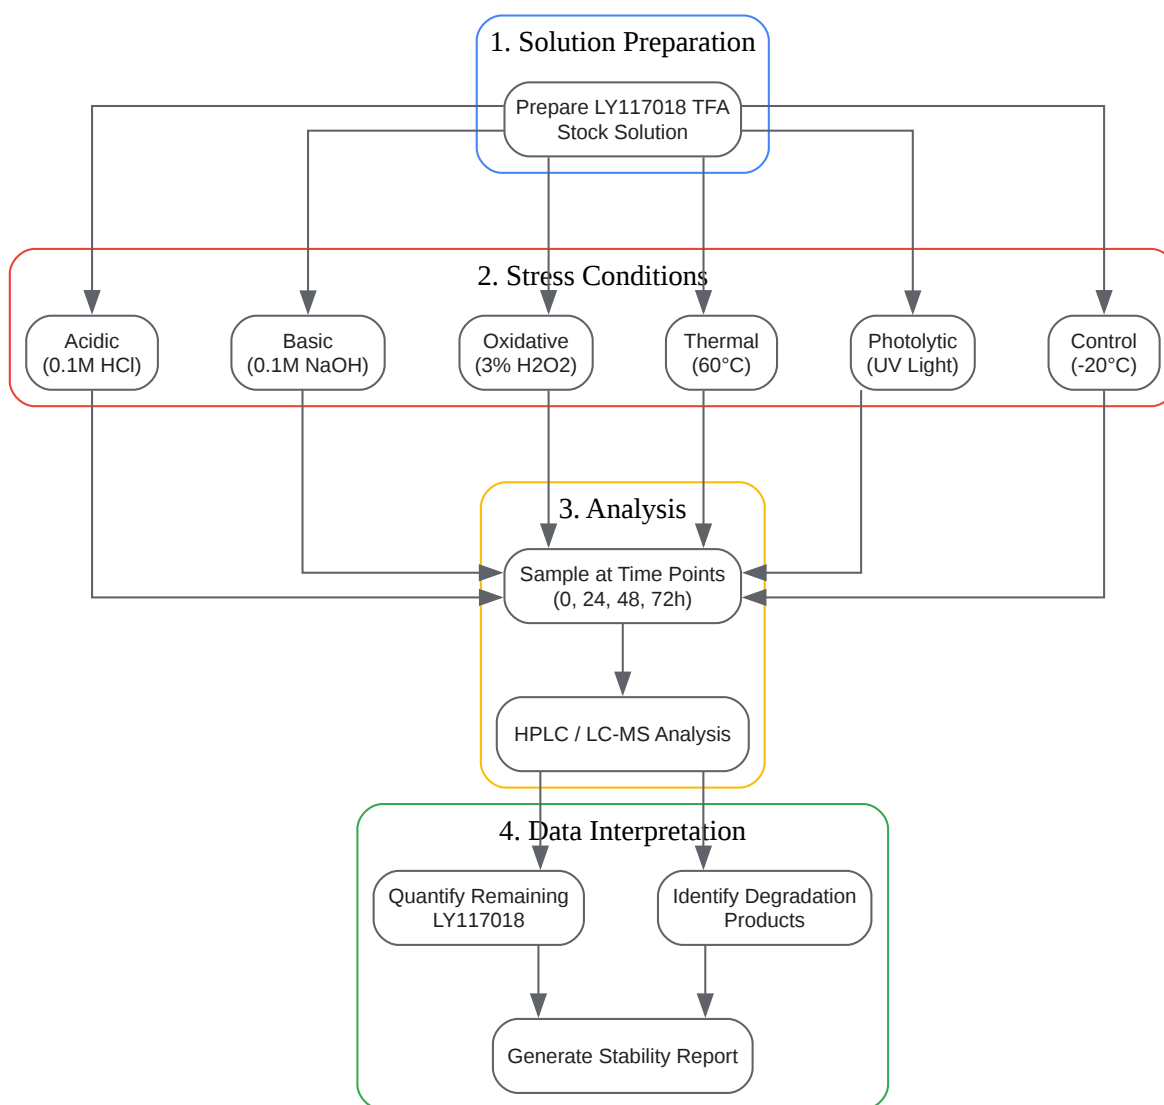 1. Solution Preparation
Prepare LY117018 TFA
Stock Solution
2. Stress Conditions
Acidic
(0.1M HCl)
Basic
(0.1M NaOH)
Oxidative
(3% H2O2)
Thermal
(60°C)
Photolytic
(UV Light)
Control
(-20°C)
3. Analysis
Sample at Time Points
(0, 24, 48, 72h)
HPLC / LC-MS Analysis
4. Data Interpretation
Quantify Remaining
LY117018
Identify Degradation
Products
Generate Stability Report